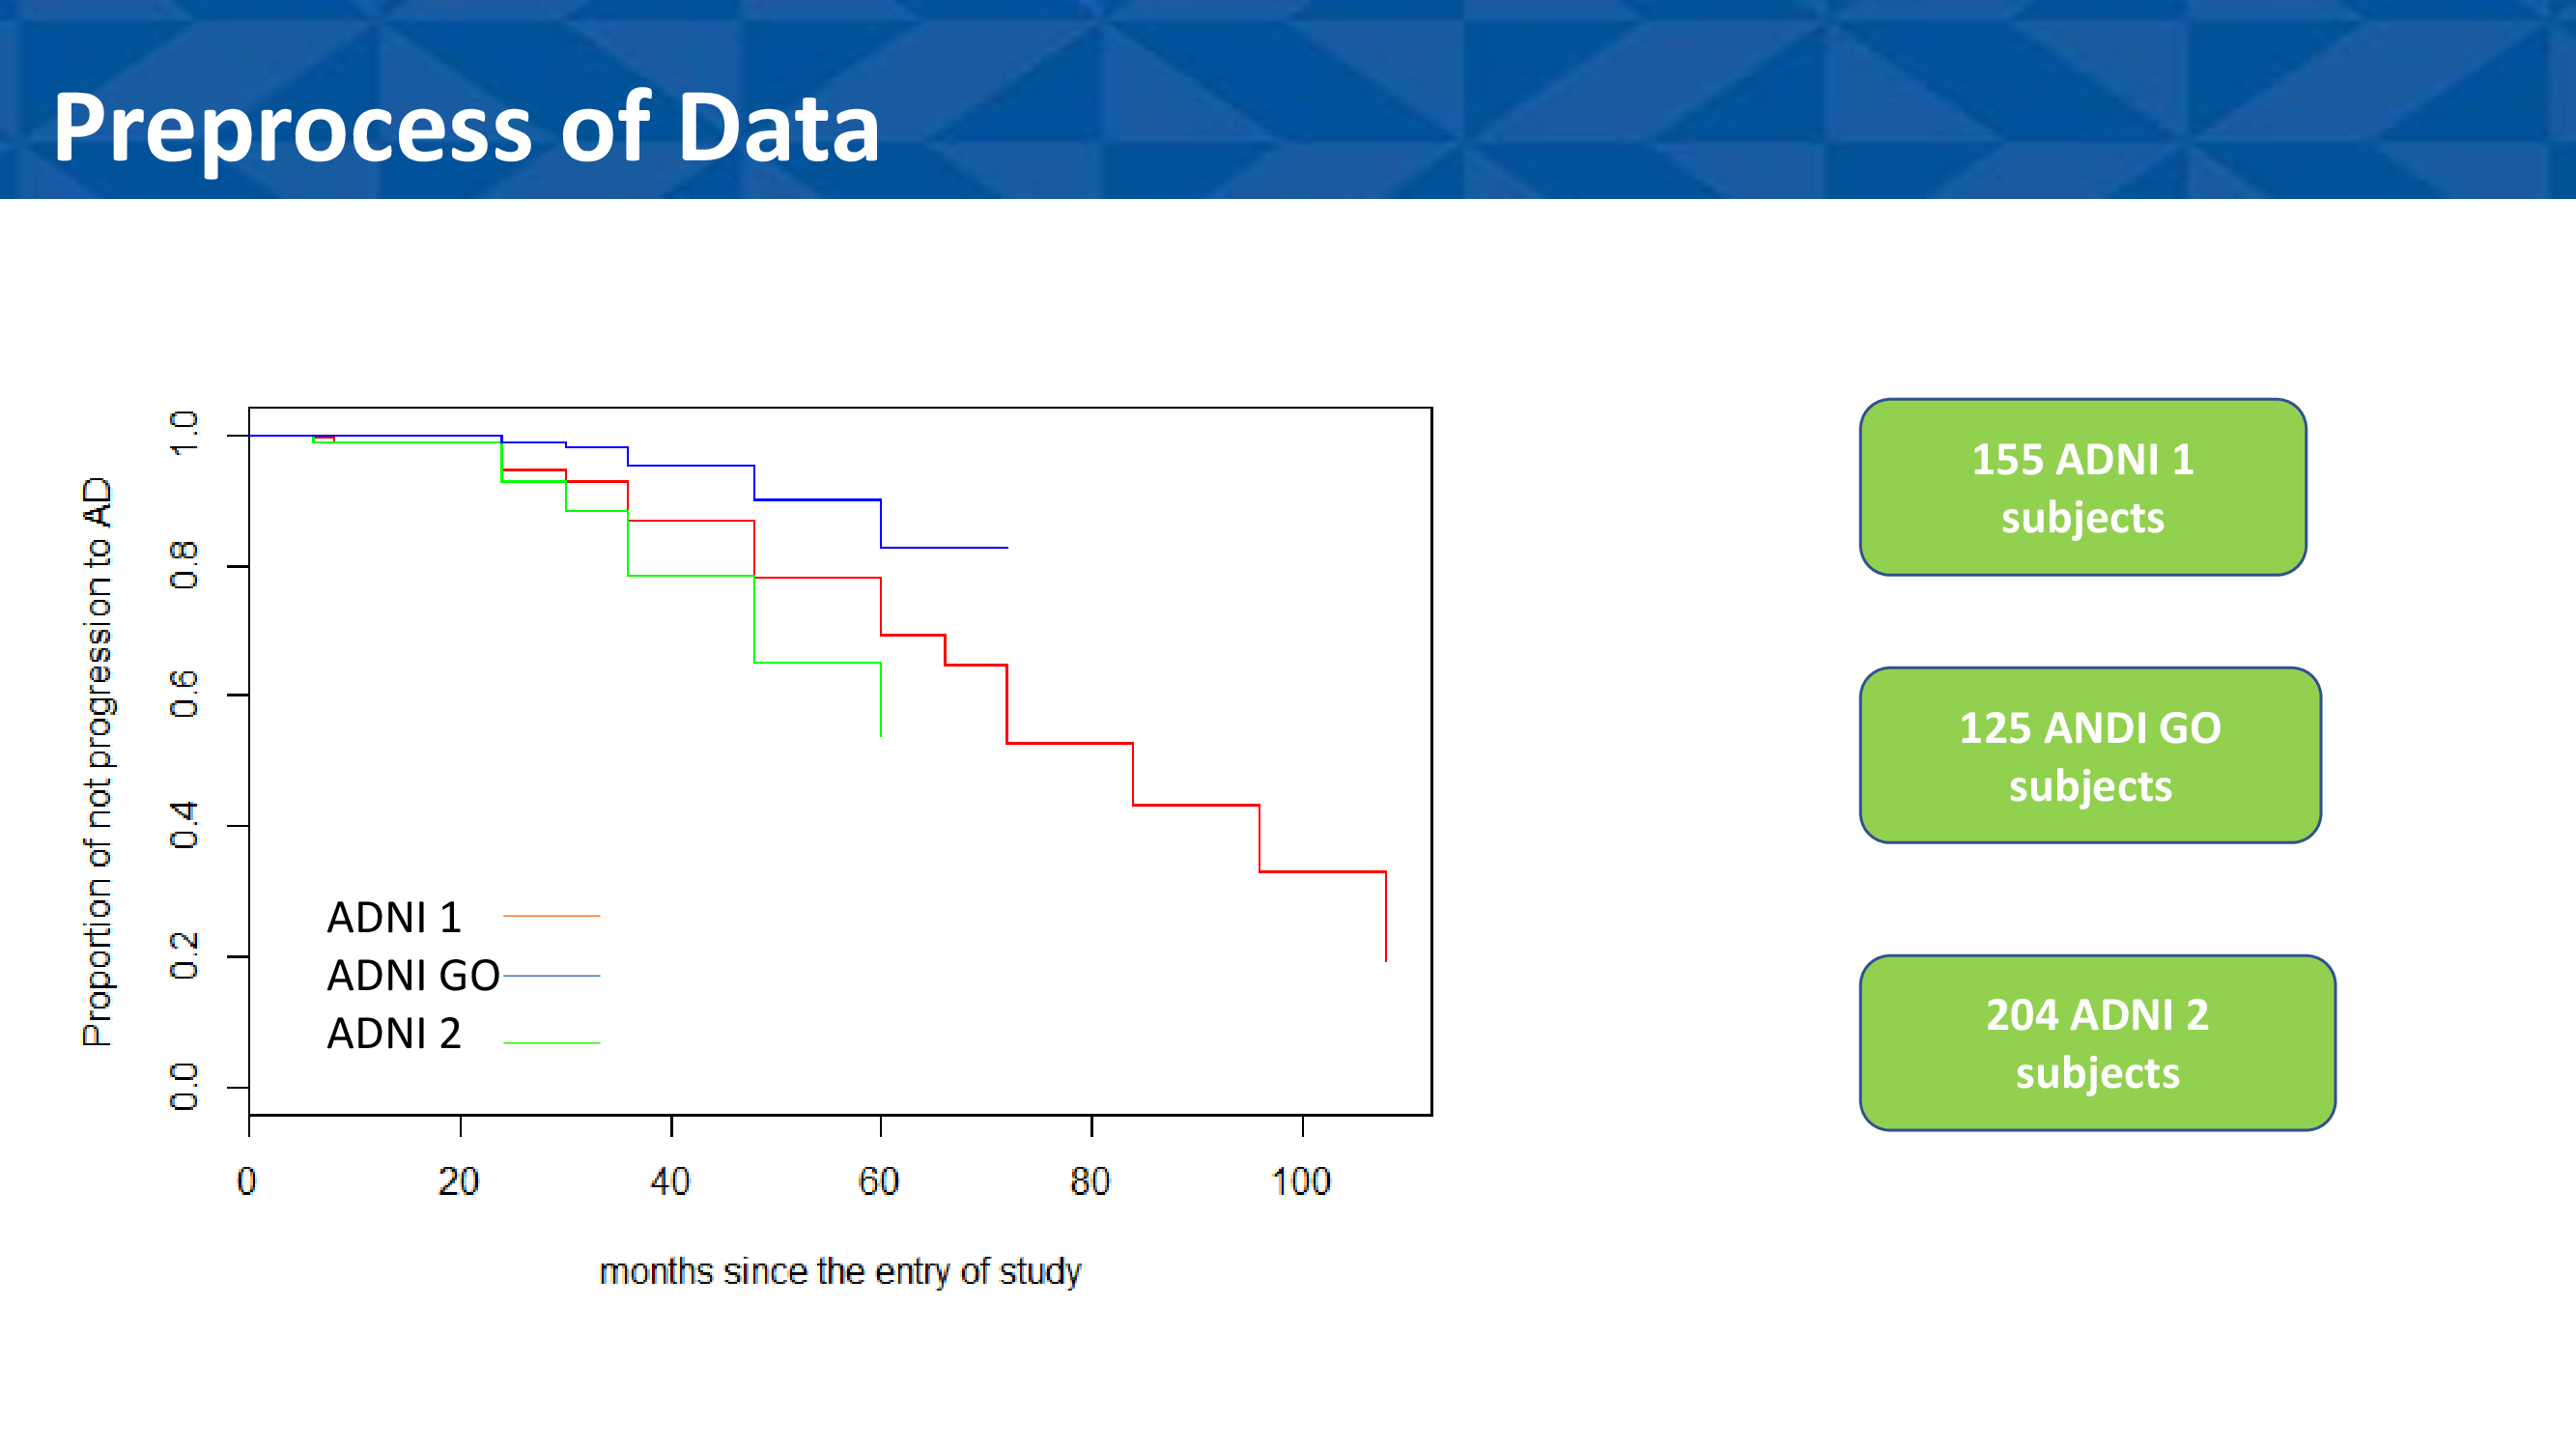 Preprocess of Data
Proportion of not progression to AD
1.0
0.8
0.6
0.4
0.2
0.0
ADNI 1
ADNI GO
ADNI 2
0 20 40 60 80 100
months since the entry of study
155 ADNI 1
subjects
125 ANDI GO
subjects
204 ADNI 2
subjects